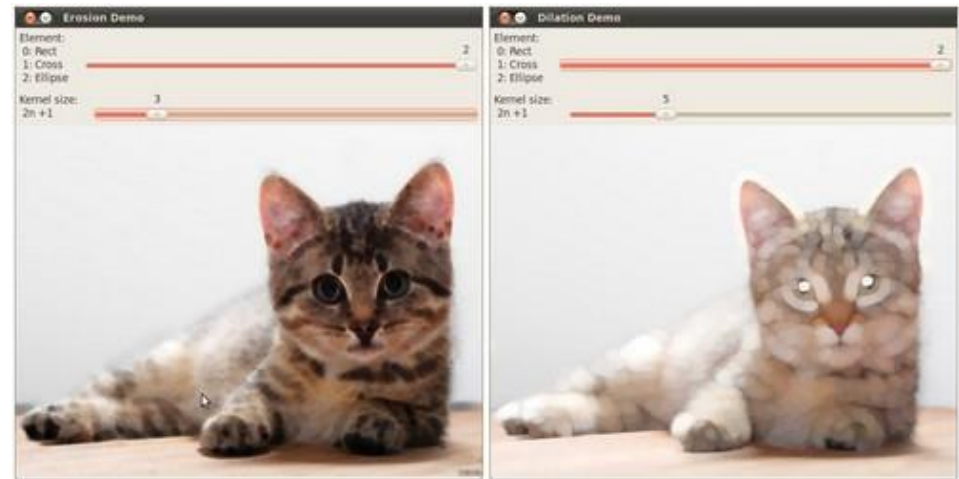 Erosion Demo
Element:
0: Rect
1: Cross
2: Ellipse
2
Kernel size:
2n +1
3
Dilation Demo
Element:
0: Rect
1: Cross
2: Ellipse
2
Kernel size:
2n +1
5